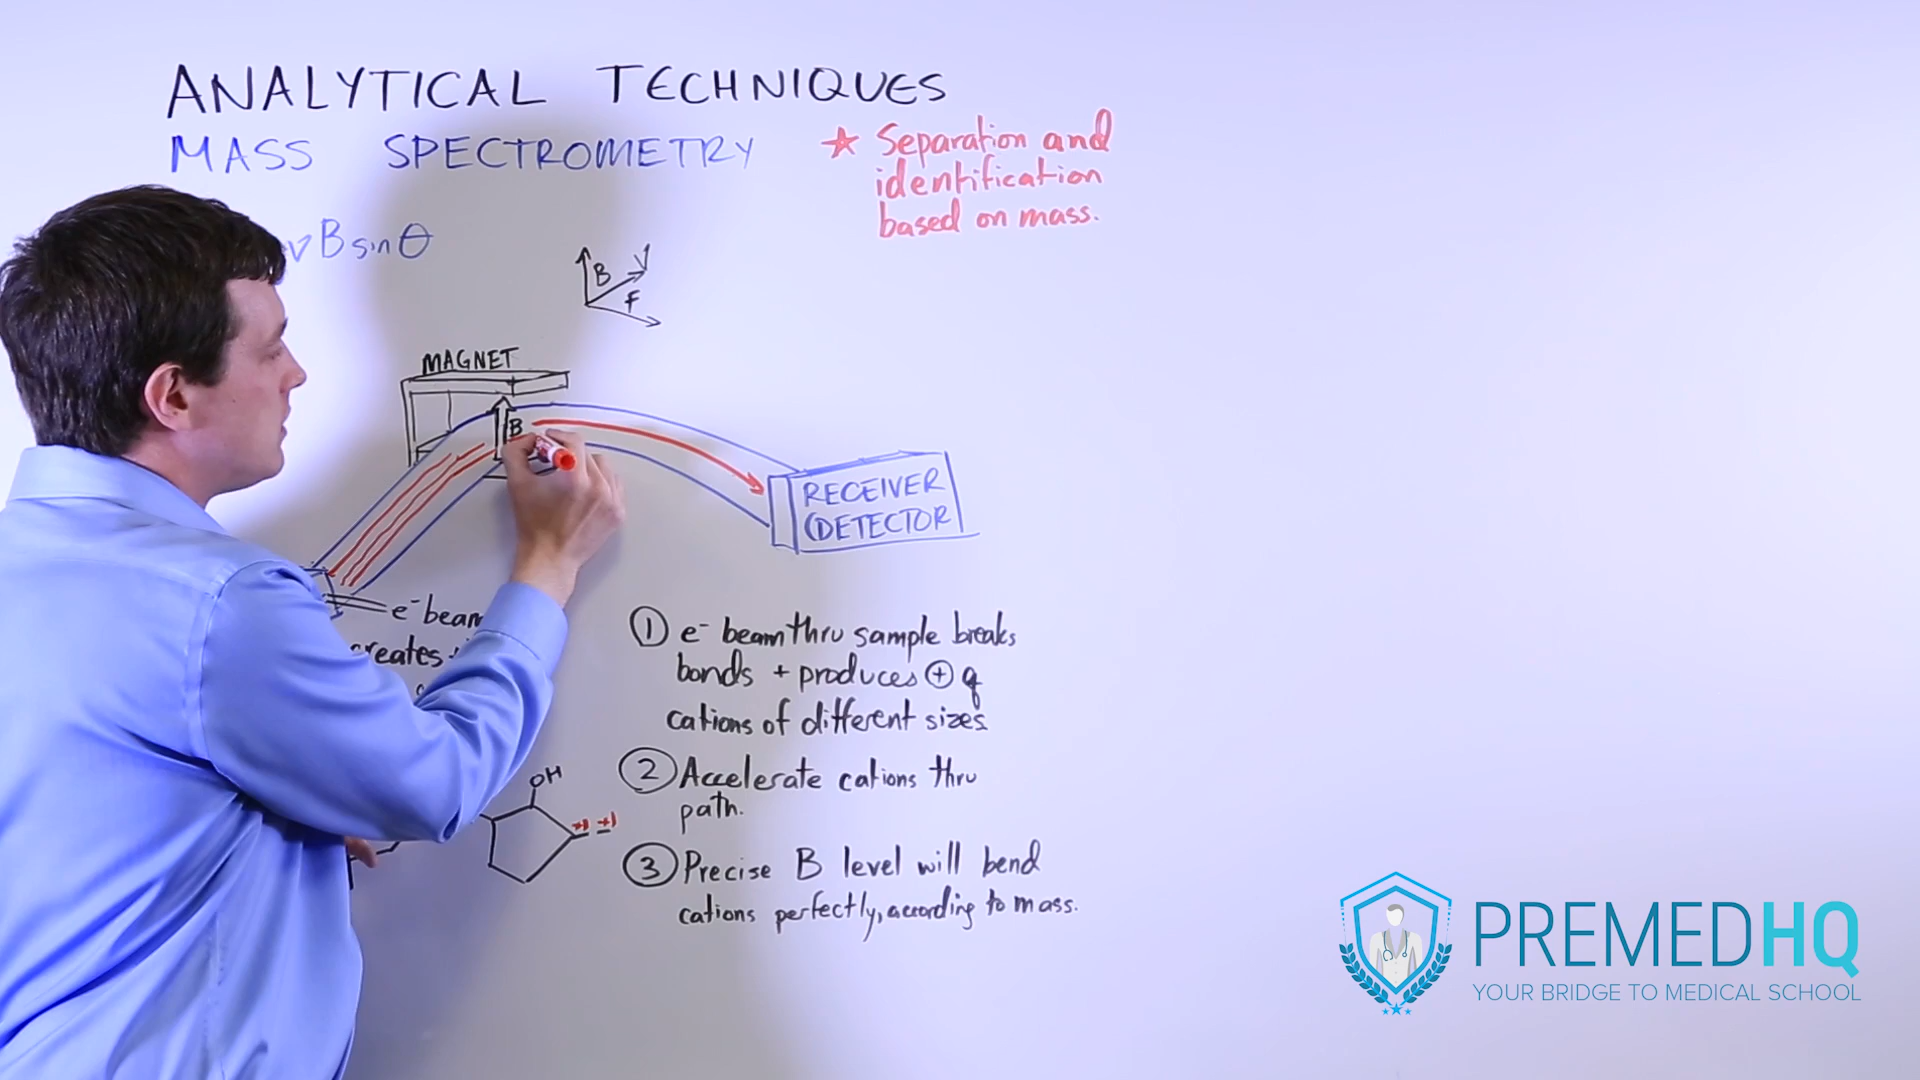 ANALYTICAL TECHNIQUES
MASS SPECTROMETRY
★ Separation and
identification
based on mass.
vB sin θ
B
V
F
MAGNET
B
RECEIVER
DETECTOR
e⁻ beam
creates
OH
+1 +1
① e⁻ beam thru sample breaks
bonds + produces ⊕ q
cations of different sizes.
② Accelerate cations thru
path.
③ Precise B level will bend
cations perfectly, according to mass.
PREMEDHQ
YOUR BRIDGE TO MEDICAL SCHOOL